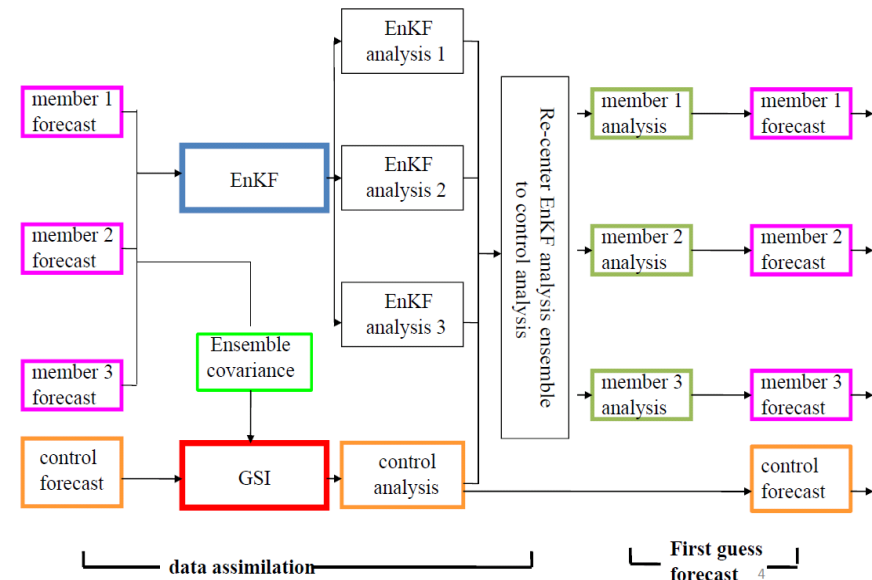 EnKF
analysis 1
member 1
forecast
EnKF
EnKF
analysis 2
member 2
forecast
EnKF
analysis 3
Ensemble
covariance
member 3
forecast
control
forecast
GSI
control
analysis
Re-center EnKF analysis ensemble
to control analysis
member 1
analysis
member 1
forecast
member 2
analysis
member 2
forecast
member 3
analysis
member 3
forecast
control
forecast
data assimilation
First guess
forecast
4